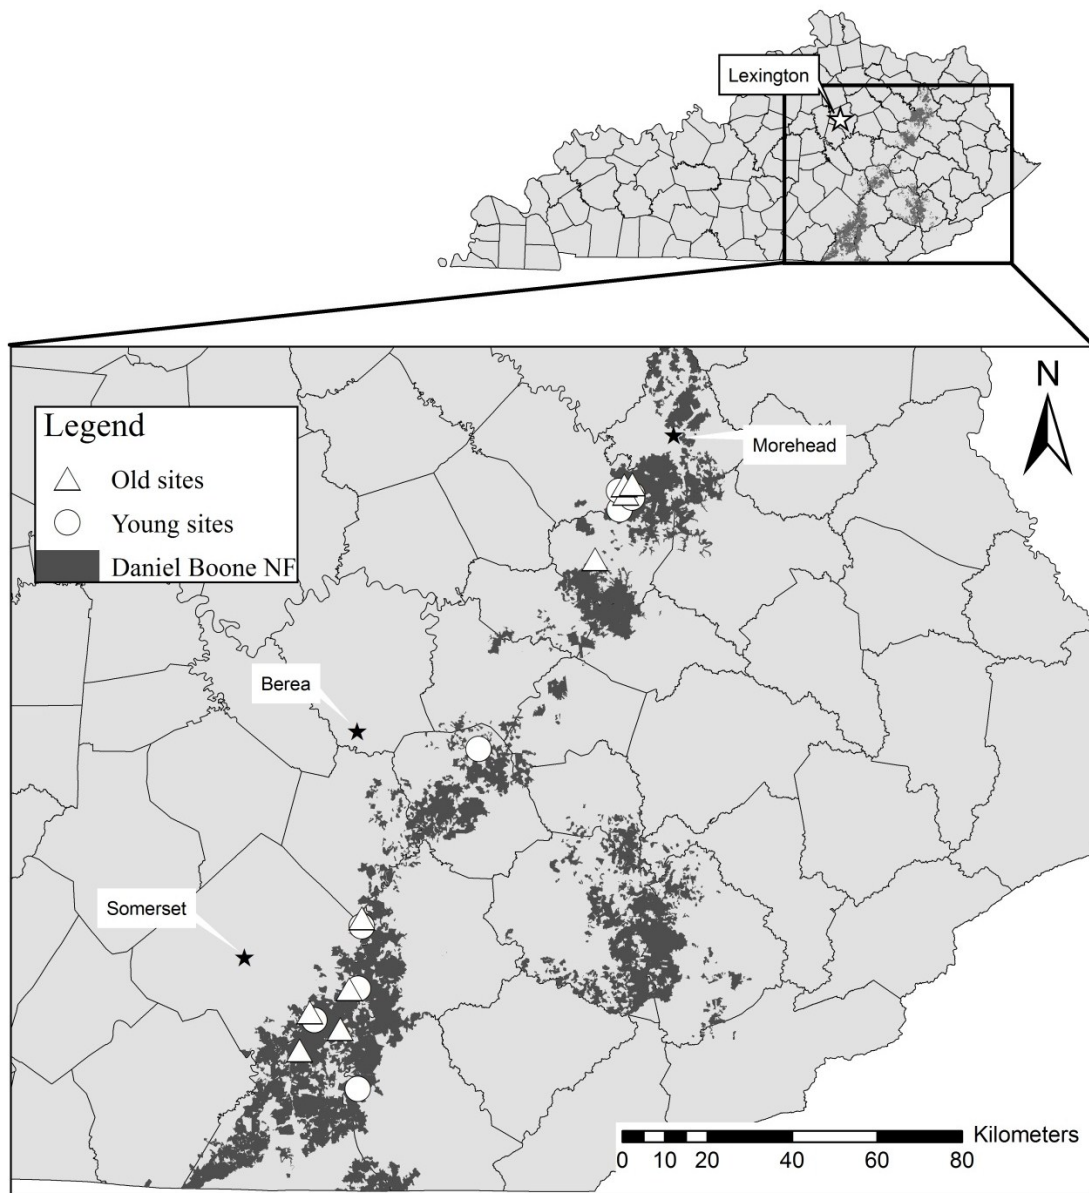 Lexington
N
Morehead
Legend
Old sites
Young sites
Daniel Boone NF
Berea
Somerset
Kilometers
0 10 20 40 60 80